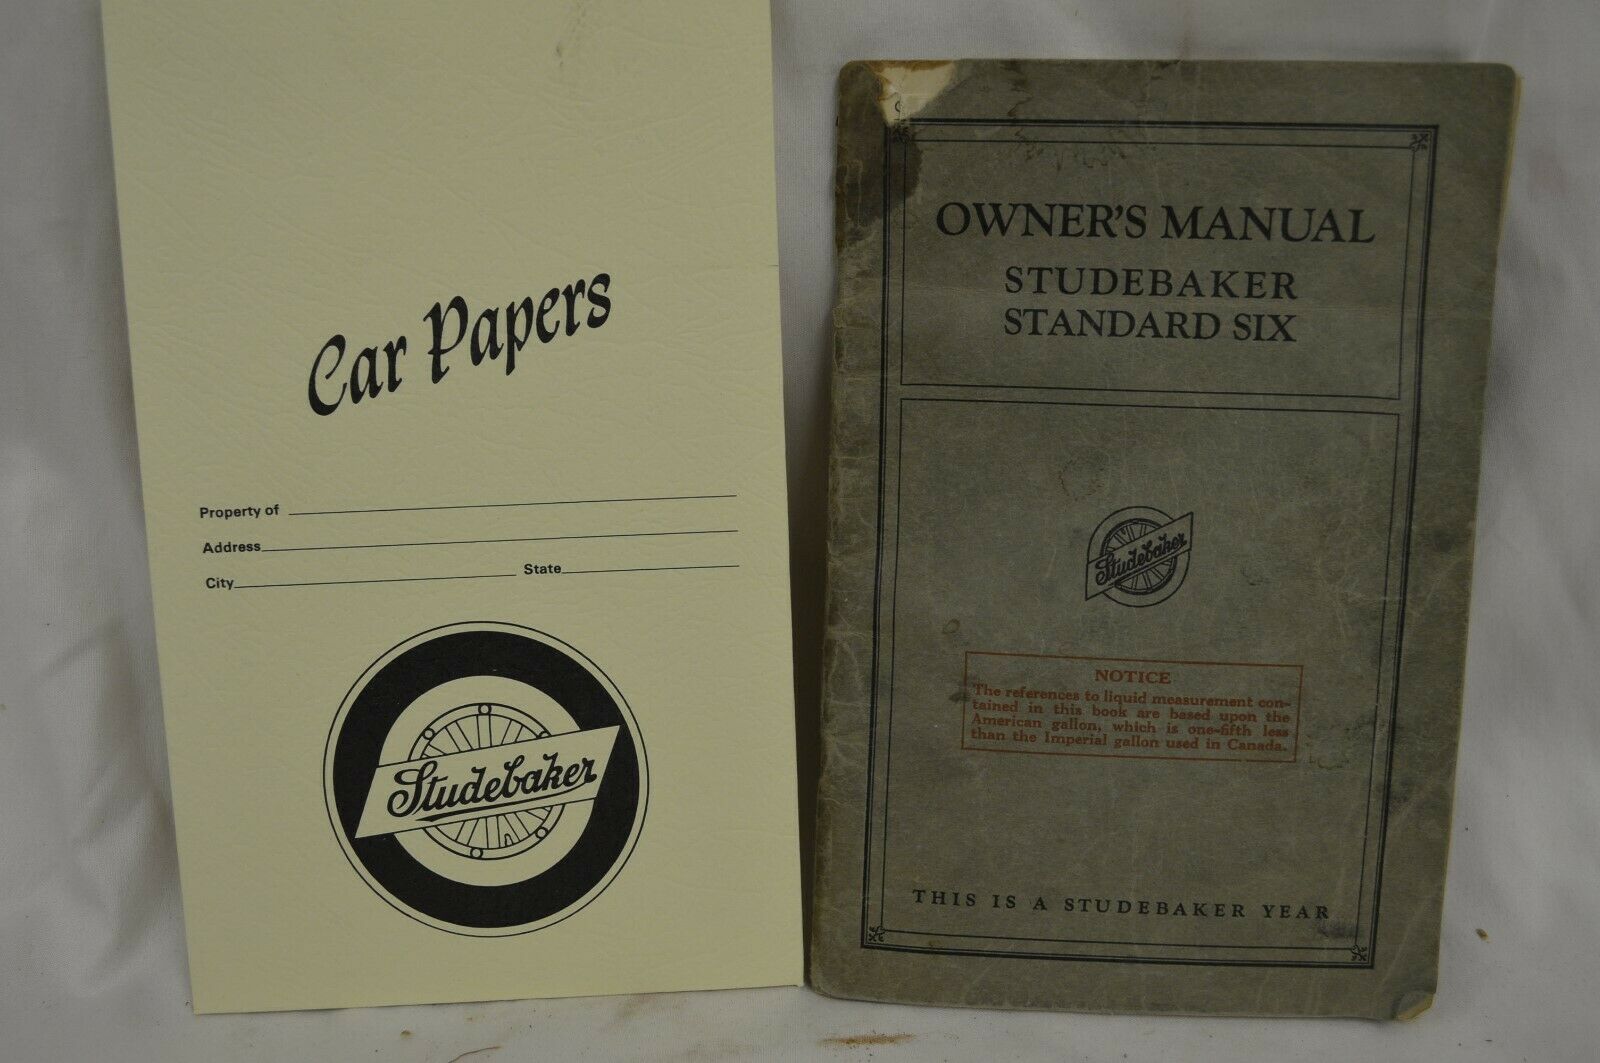 Car Papers
Property of
Address
City State
Studebaker
OWNER'S MANUAL
STUDEBAKER
STANDARD SIX
Studebaker
NOTICE
The references to liquid measurement con-
tained in this book are based upon the
American gallon, which is one-fifth less
than the Imperial gallon used in Canada.
THIS IS A STUDEBAKER YEAR